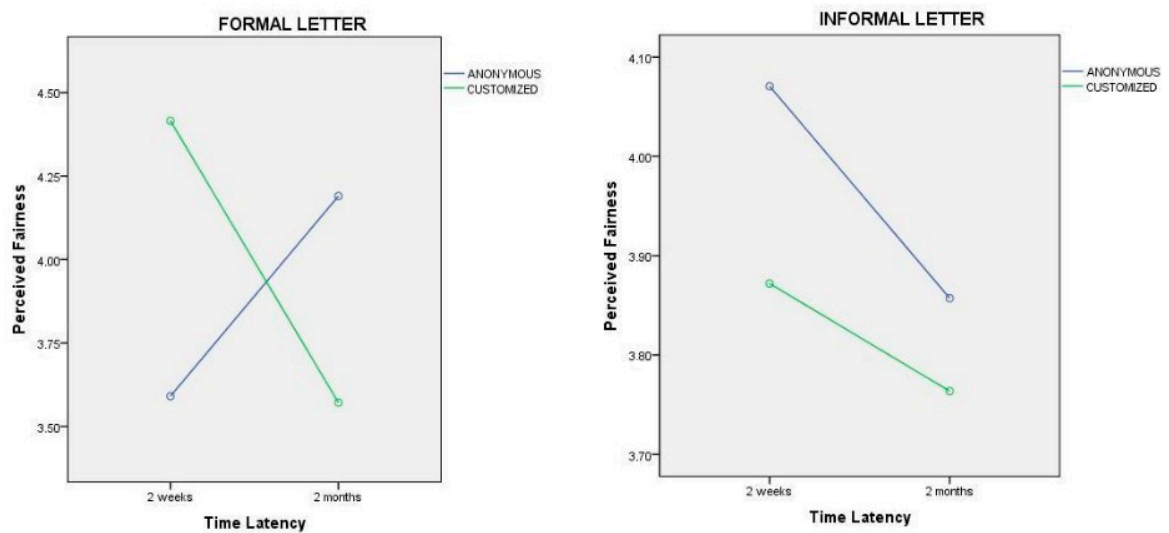 FORMAL LETTER
ANONYMOUS
CUSTOMIZED
4.50
4.25
4.00
3.75
3.50
Perceived Fairness
2 weeks
2 months
Time Latency
INFORMAL LETTER
ANONYMOUS
CUSTOMIZED
4.10
4.00
3.90
3.80
3.70
Perceived Fairness
2 weeks
2 months
Time Latency